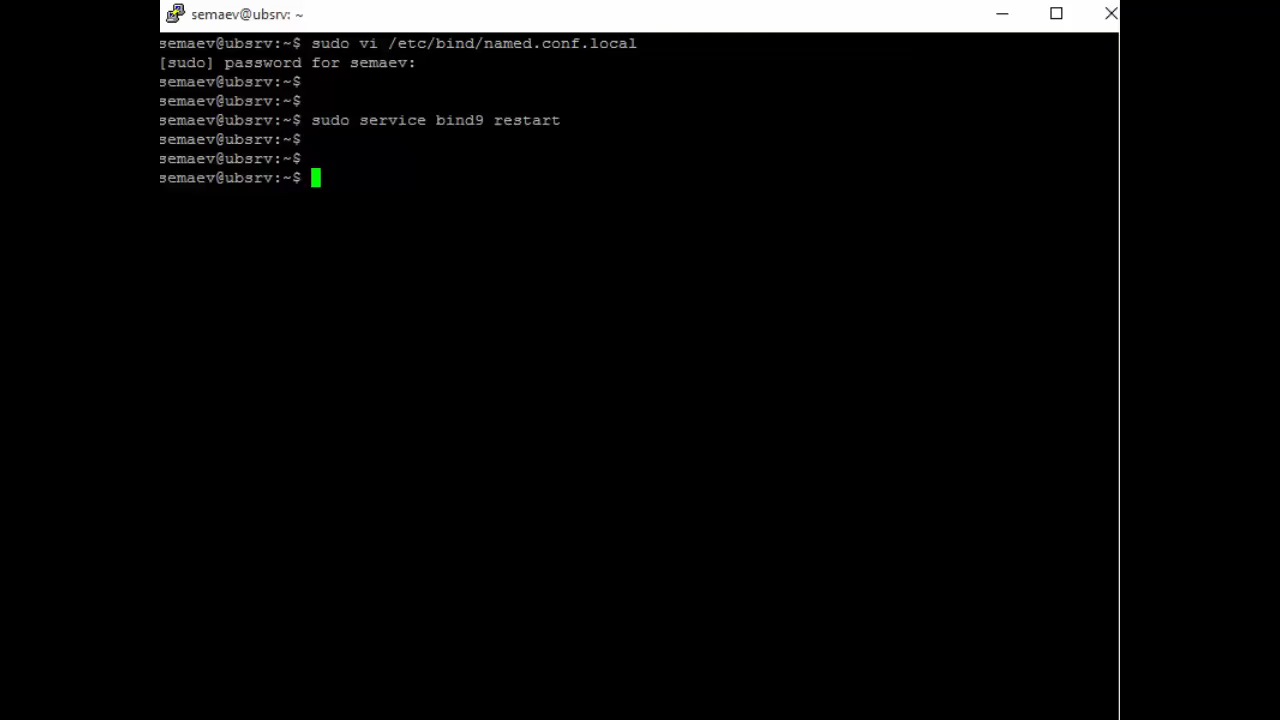 semaev@ubsrv: ~
semaev@ubsrv:~$ sudo vi /etc/bind/named.conf.local
[sudo] password for semaev:
semaev@ubsrv:~$
semaev@ubsrv:~$
semaev@ubsrv:~$ sudo service bind9 restart
semaev@ubsrv:~$
semaev@ubsrv:~$
semaev@ubsrv:~$